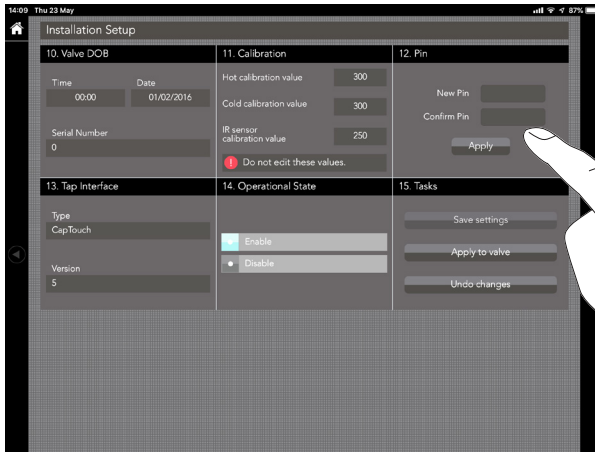 14:09 Thu 23 May
87%
Installation Setup
10. Valve DOB
Time Date
00:00 01/02/2016
Serial Number
0
11. Calibration
Hot calibration value 300
Cold calibration value 300
IR sensor
calibration value 250
! Do not edit these values.
12. Pin
New Pin
Confirm Pin
Apply
13. Tap Interface
Type
CapTouch
Version
5
14. Operational State
Enable
Disable
15. Tasks
Save settings
Apply to valve
Undo changes